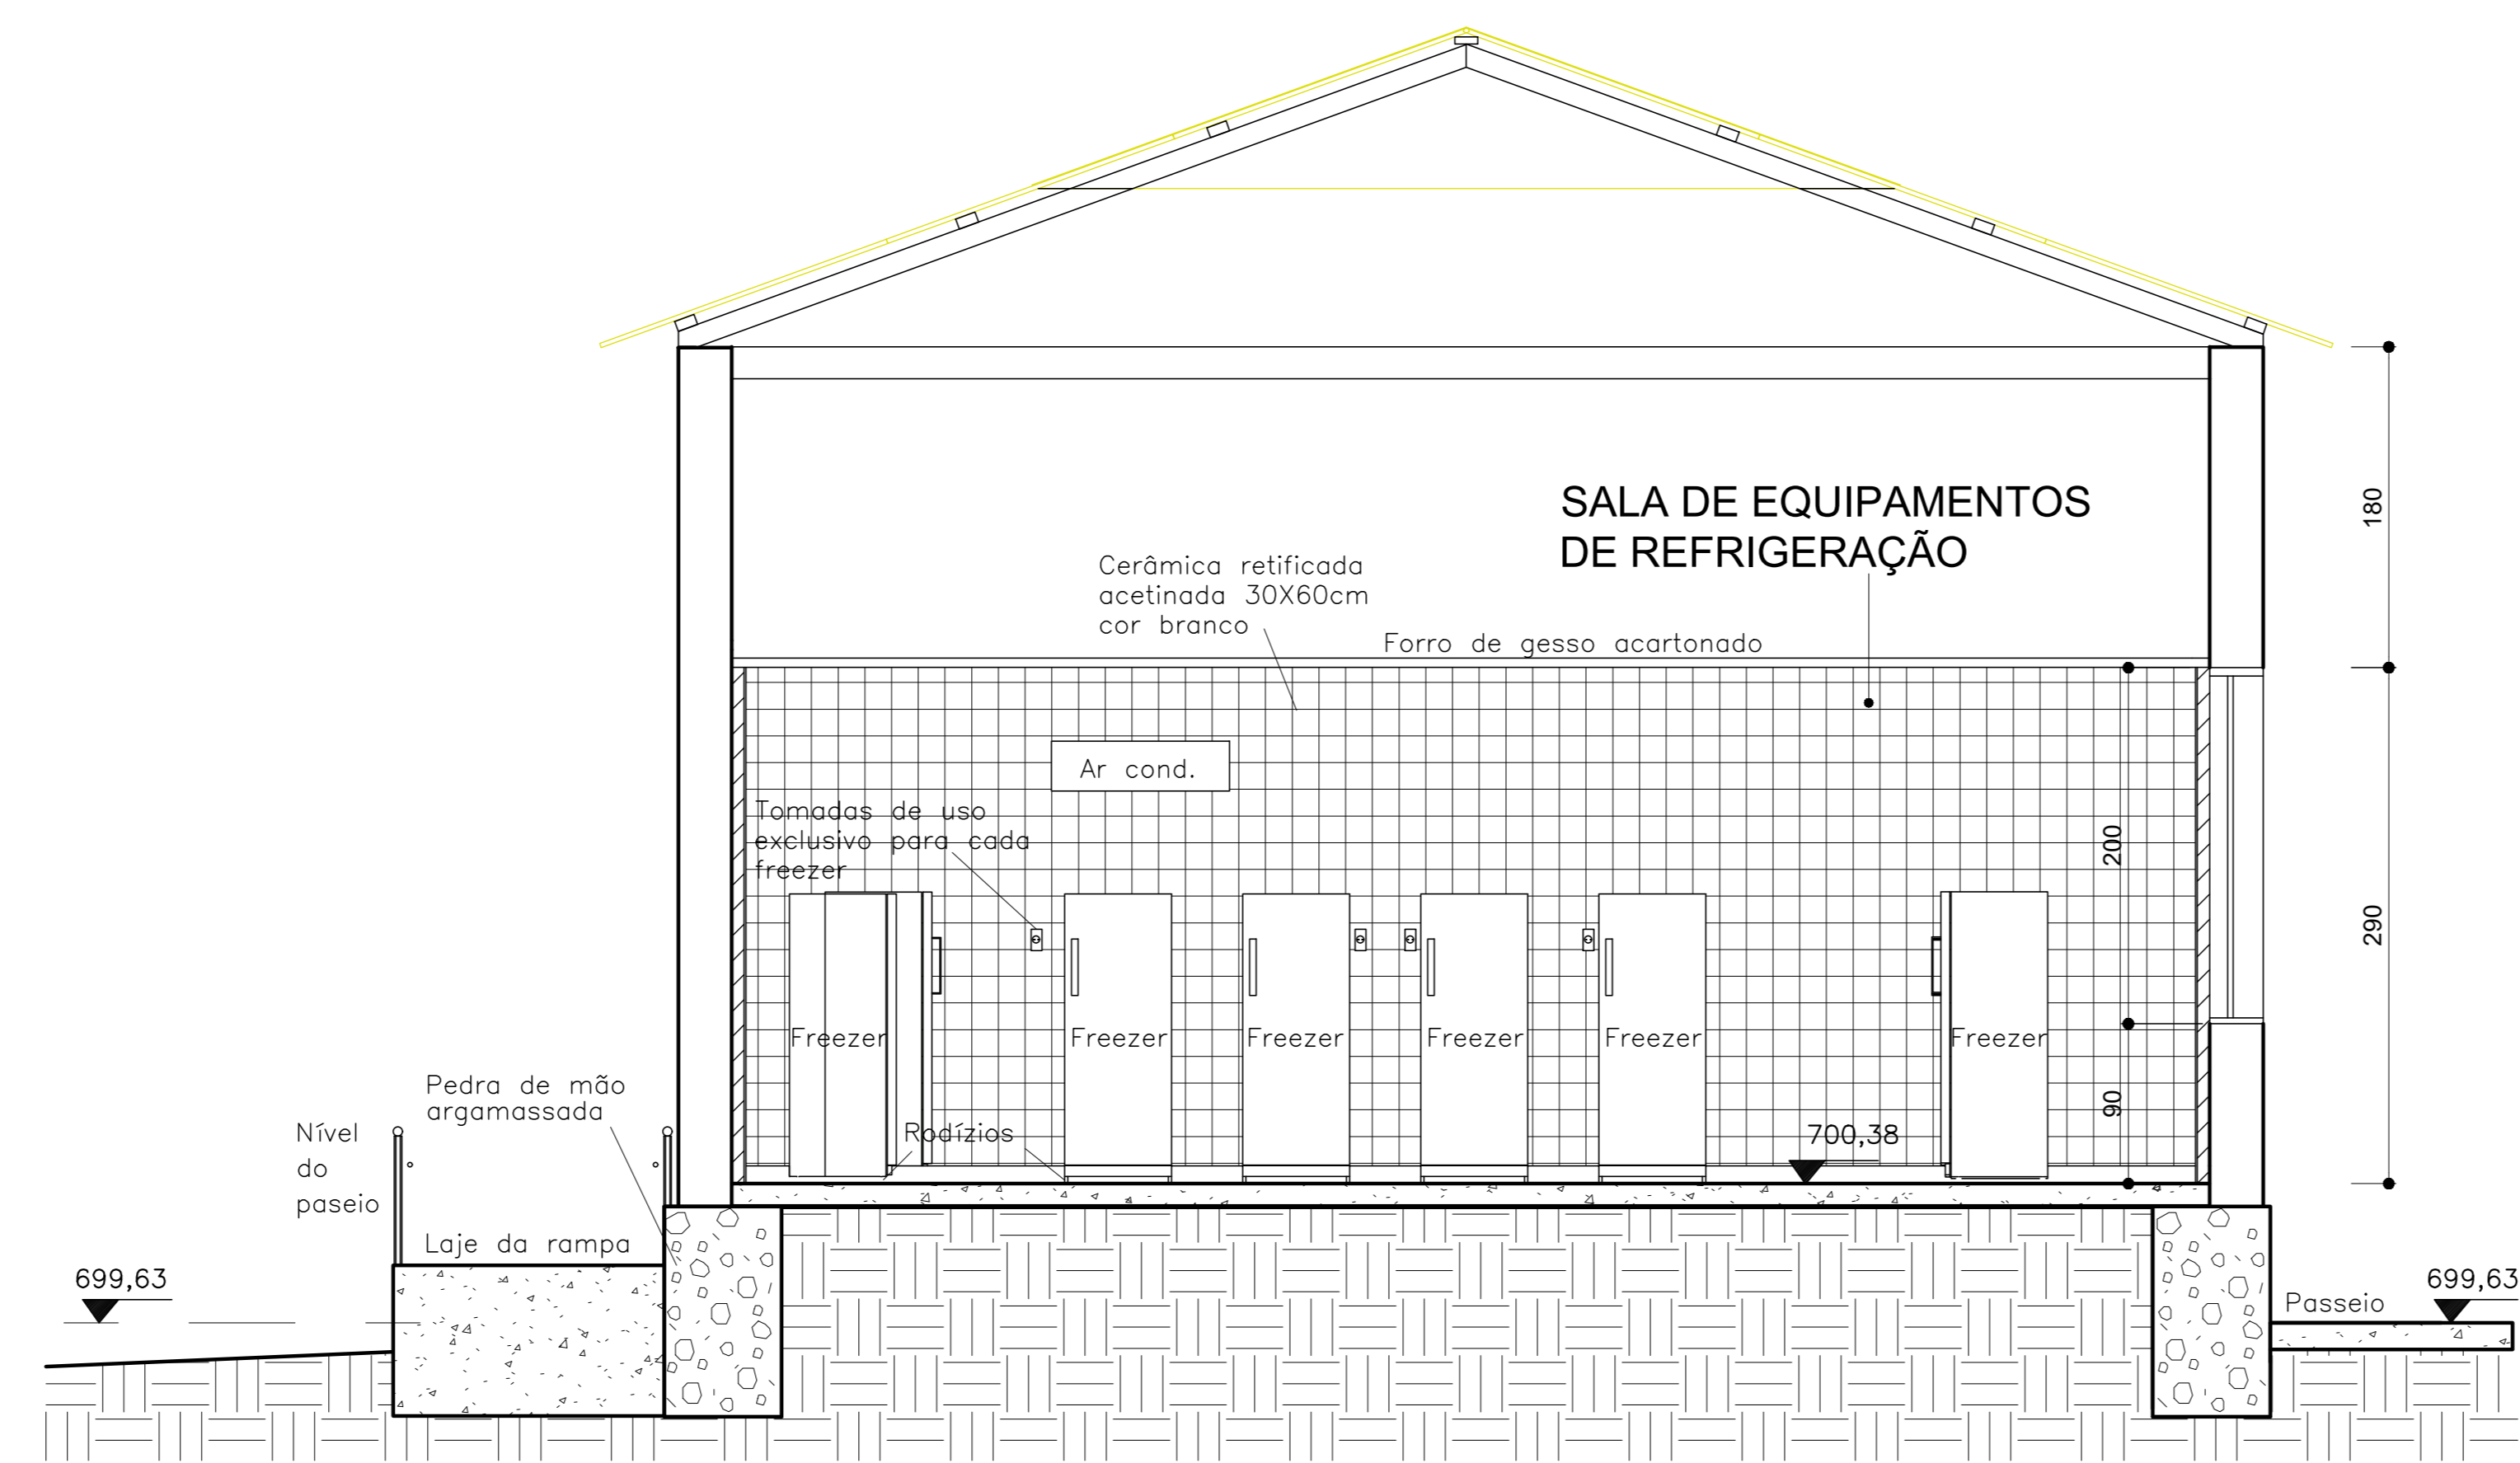 SALA DE EQUIPAMENTOS
DE REFRIGERAÇÃO
180
Cerâmica retificada
acetinada 30X60cm
cor branco
Forro de gesso acartonado
Ar cond.
Tomadas de uso
exclusivo para cada
freezer
200
290
Freezer
Freezer
Freezer
Freezer
Freezer
Freezer
Pedra de mão
argamassada
90
Nível
do
paseio
Rodízios
700,38
Laje da rampa
699,63
Passeio
699,63